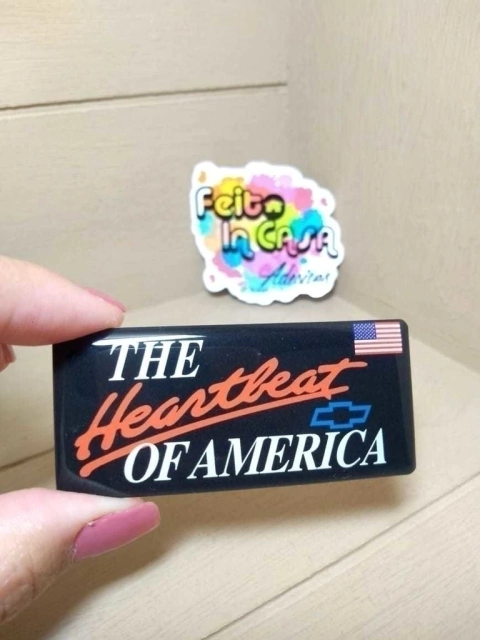 Feito
In Casa
Adesivos
THE
Heartbeat
OF AMERICA